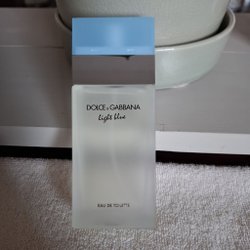 DOLCE & GABBANA
light blue
EAU DE TOILETTE